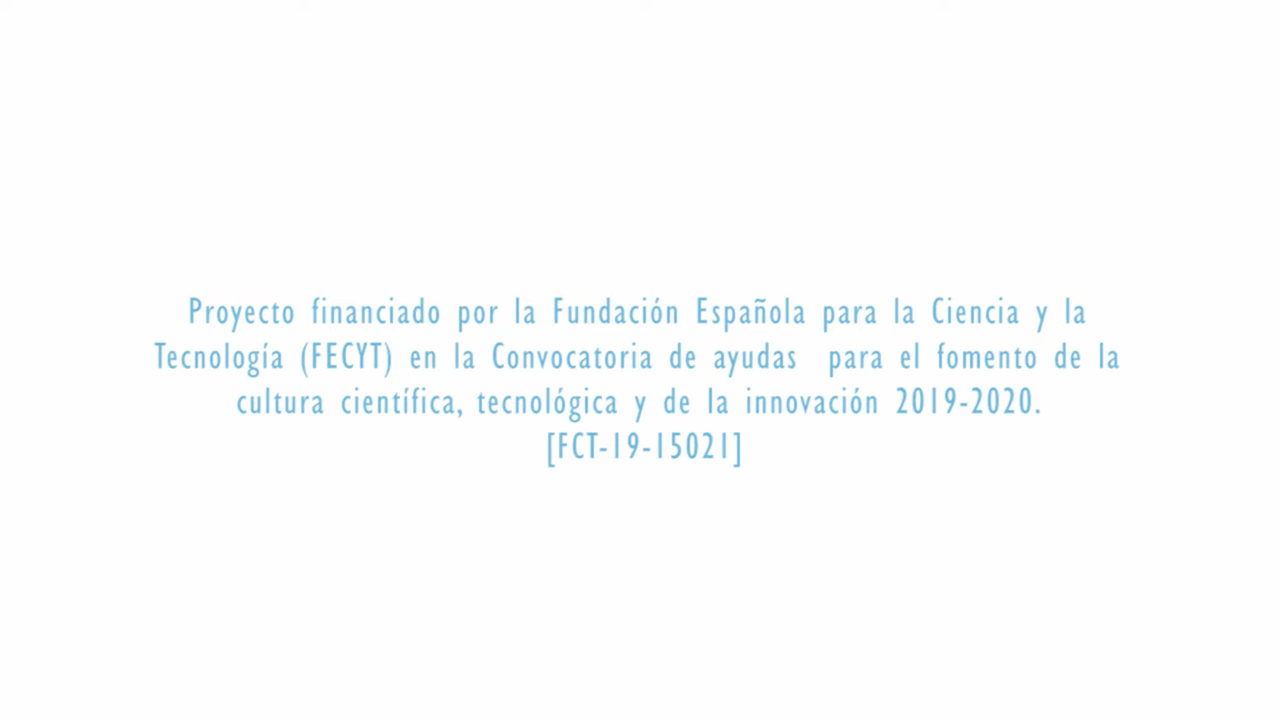 Proyecto financiado por la Fundación Española para la Ciencia y la
Tecnología (FECYT) en la Convocatoria de ayudas para el fomento de la
cultura científica, tecnológica y de la innovación 2019-2020.
[FCT-19-15021]